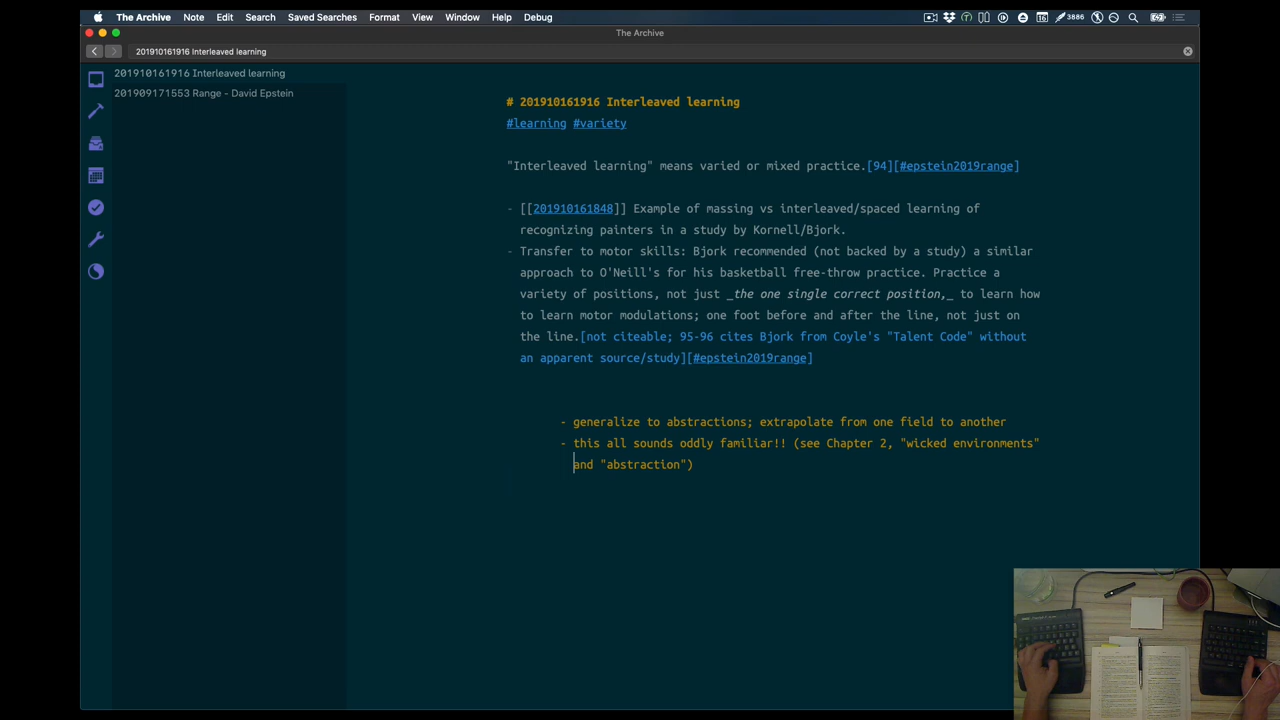 The Archive Note Edit Search Saved Searches Format View Window Help Debug 16 3886
The Archive
201910161916 Interleaved learning
201910161916 Interleaved learning
201909171553 Range - David Epstein
# 201910161916 Interleaved learning
#learning #variety
"Interleaved learning" means varied or mixed practice.[94][#epstein2019range]
- [[201910161848]] Example of massing vs interleaved/spaced learning of
recognizing painters in a study by Kornell/Bjork.
- Transfer to motor skills: Bjork recommended (not backed by a study) a similar
approach to O'Neill's for his basketball free-throw practice. Practice a
variety of positions, not just _the one single correct position,_ to learn how
to learn motor modulations; one foot before and after the line, not just on
the line.[not citeable; 95-96 cites Bjork from Coyle's "Talent Code" without
an apparent source/study][#epstein2019range]
- generalize to abstractions; extrapolate from one field to another
- this all sounds oddly familiar!! (see Chapter 2, "wicked environments"
and "abstraction")